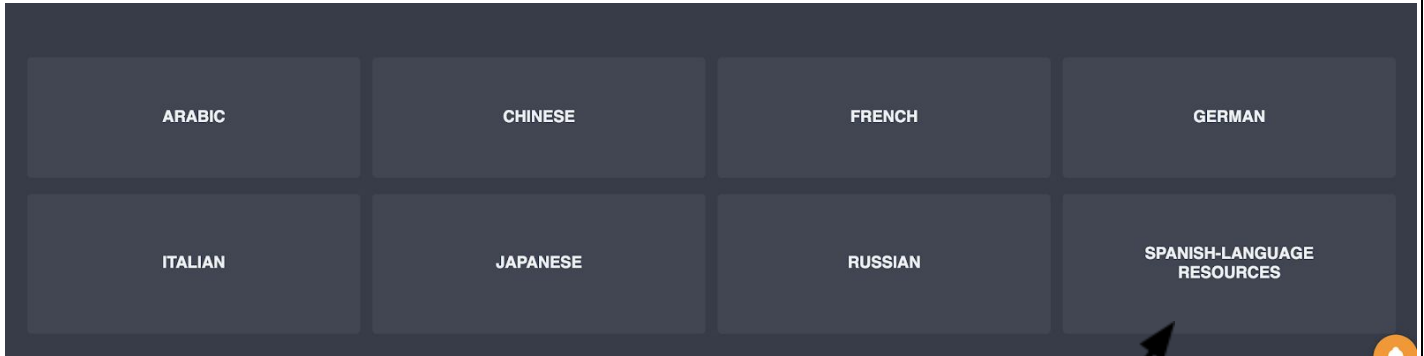 ARABIC
CHINESE
FRENCH
GERMAN
ITALIAN
JAPANESE
RUSSIAN
SPANISH-LANGUAGE
RESOURCES